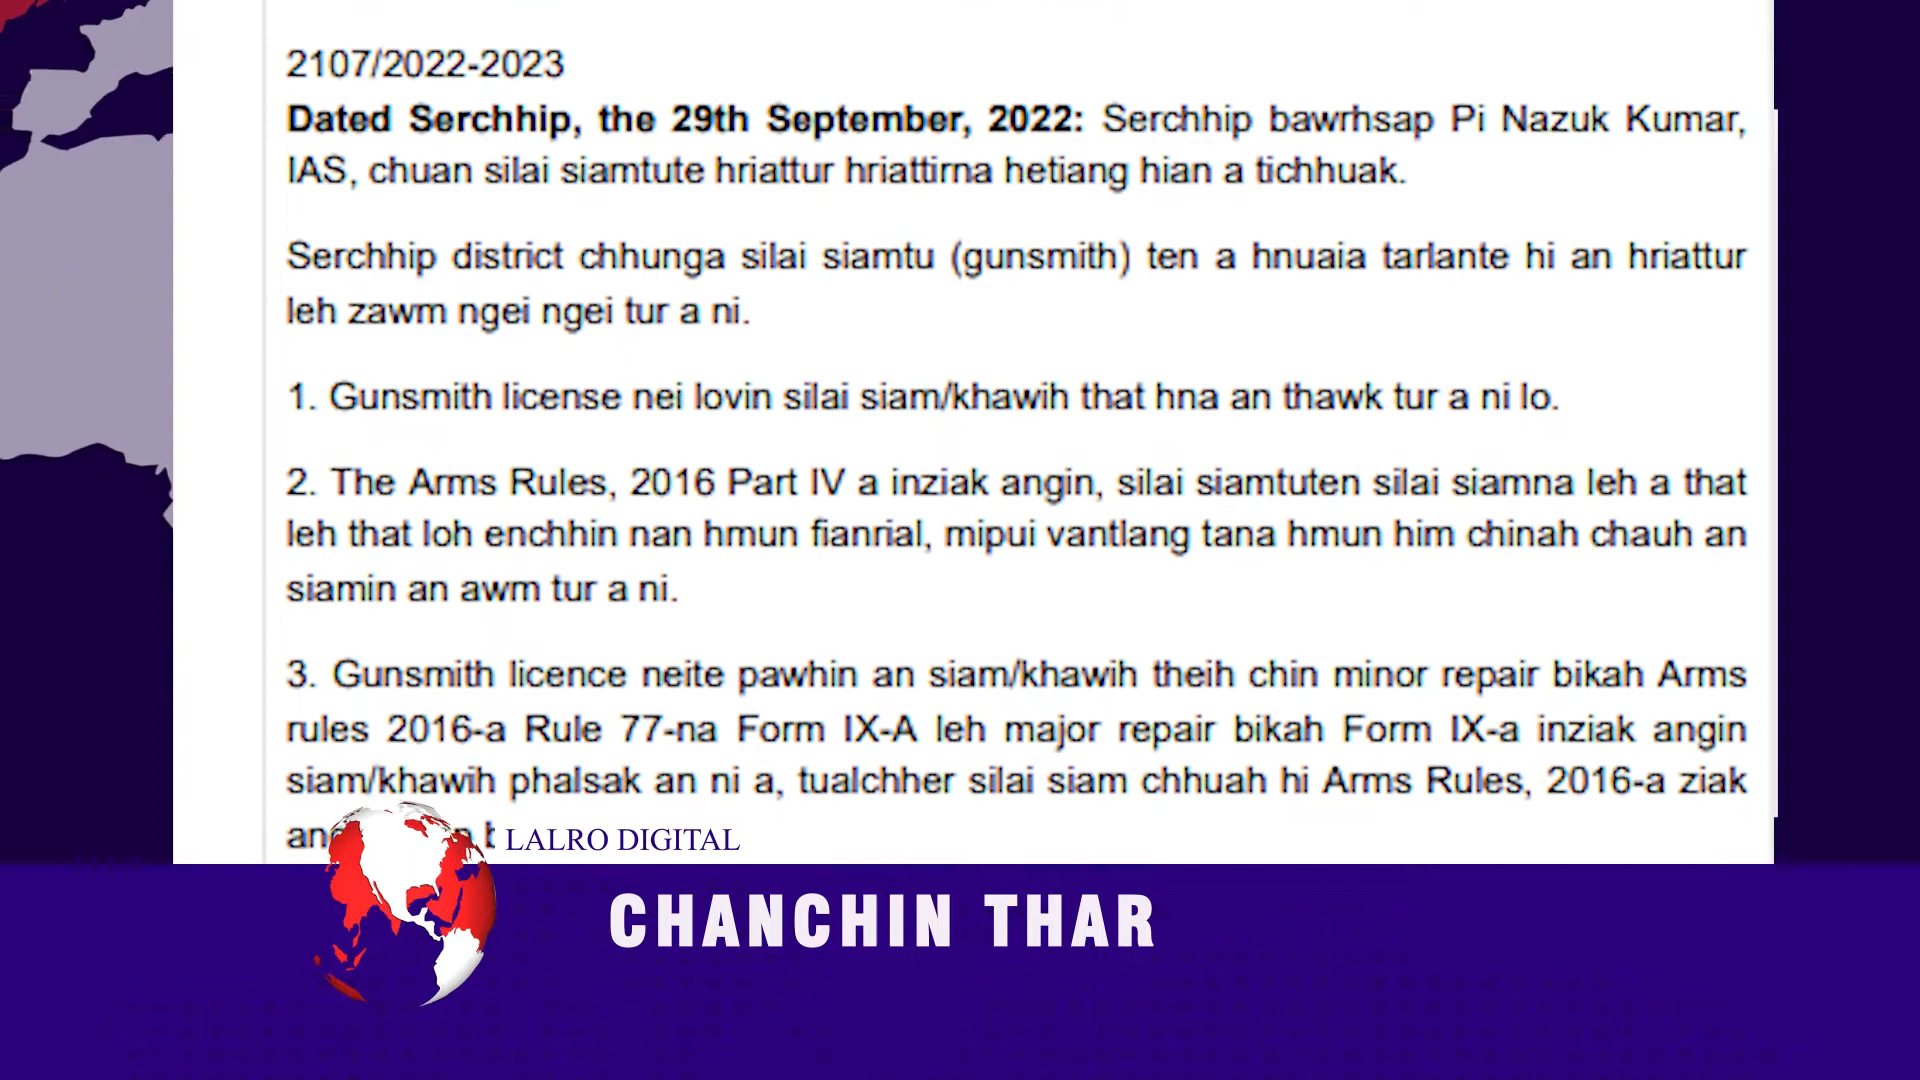 2107/2022-2023
Dated Serchhip, the 29th September, 2022: Serchhip bawrhsap Pi Nazuk Kumar,
IAS, chuan silai siamtute hriattur hriattirna hetiang hian a tichhuak.
Serchhip district chhunga silai siamtu (gunsmith) ten a hnuaia tarlante hi an hriattur
leh zawm ngei ngei tur a ni.
1. Gunsmith license nei lovin silai siam/khawih that hna an thawk tur a ni lo.
2. The Arms Rules, 2016 Part IV a inziak angin, silai siamtuten silai siamna leh a that
leh that loh enchhin nan hmun fianrial, mipui vantlang tana hmun him chinah chauh an
siamin an awm tur a ni.
3. Gunsmith licence neite pawhin an siam/khawih theih chin minor repair bikah Arms
rules 2016-a Rule 77-na Form IX-A leh major repair bikah Form IX-a inziak angin
siam/khawih phalsak an ni a, tualchher silai siam chhuah hi Arms Rules, 2016-a ziak
LALRO DIGITAL
CHANCHIN THAR